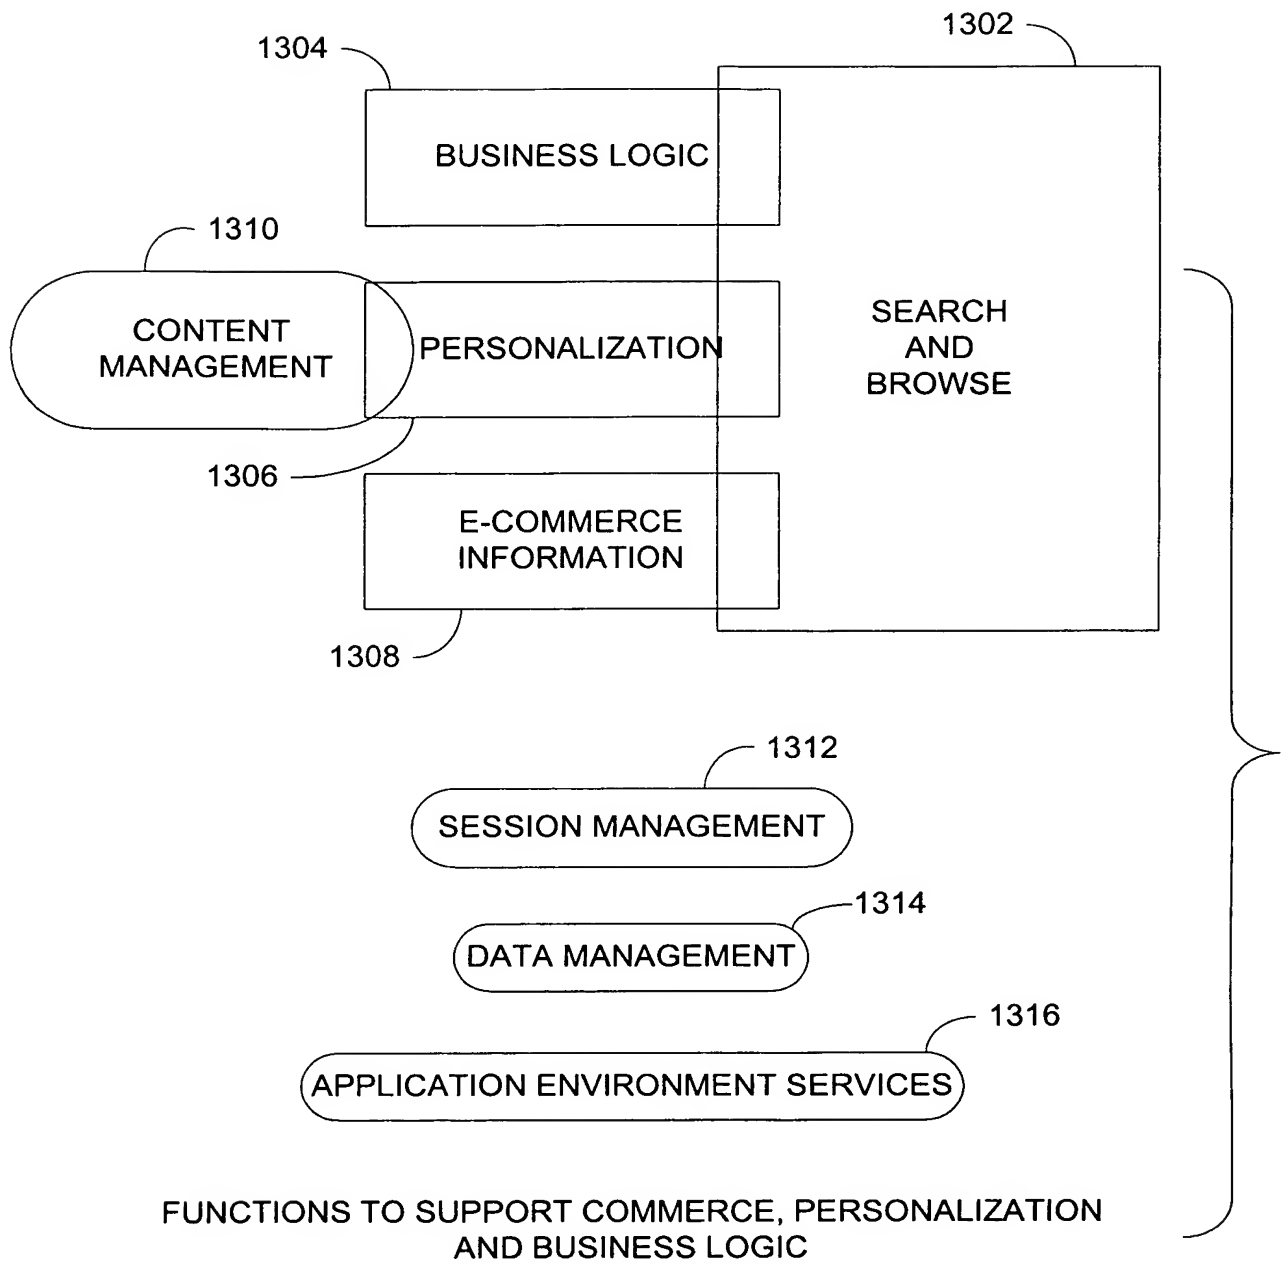 1302
1304
BUSINESS LOGIC
1310
CONTENT
MANAGEMENT
PERSONALIZATION
SEARCH
AND
BROWSE
1306
E-COMMERCE
INFORMATION
1308
1312
SESSION MANAGEMENT
1314
DATA MANAGEMENT
1316
APPLICATION ENVIRONMENT SERVICES
FUNCTIONS TO SUPPORT COMMERCE, PERSONALIZATION
AND BUSINESS LOGIC